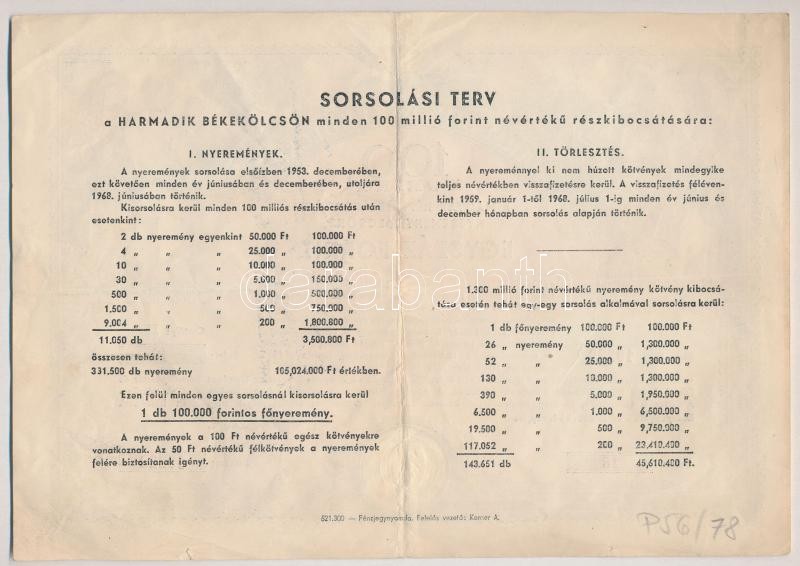 SORSOLÁSI TERV
a HARMADIK BÉKEKÖLCSÖN minden 100 millió forint névértékű részkibocsátására:
I. NYEREMÉNYEK.
A nyeremények sorsolása elsőízben 1953. decemberében,
ezt követően minden év júniusában és decemberében, utoljára
1968. júniusában történik.
Kisorsolásra kerül minden 100 milliós részkibocsátás után
esetenkint:
2 db nyeremény egyenkint 50.000 Ft 100.000 Ft
4 „ „ „ 25.000 „ 100.000 „
10 „ „ „ 10.000 „ 100.000 „
30 „ „ „ 5.000 „ 150.000 „
500 „ „ „ 1.000 „ 500.000 „
1.500 „ „ „ 500 „ 750.000 „
9.004 „ „ „ 200 „ 1,800.800 „
11.050 db 3,500.800 Ft
összesen tehát:
331.500 db nyeremény 105,024.000 Ft értékben.
Ezen felül minden egyes sorsolásnál kisorsolásra kerül
1 db 100.000 forintos főnyeremény.
A nyeremények a 100 Ft névértékű egész kötvényekre
vonatkoznak. Az 50 Ft névértékű félkötvények a nyeremények
felére biztosítanak igényt.
II. TÖRLESZTÉS.
A nyereménnyel ki nem húzott kötvények mindegyike
teljes névértékben visszafizetésre kerül. A visszafizetés féléven-
kint 1959. január 1-től 1968. július 1-ig minden év június és
december hónapban sorsolás alapján történik.
1.300 millió forint névértékű nyeremény kötvény kibocsá-
tása esetén tehát egy-egy sorsolás alkalmával sorsolásra kerül:
1 db főnyeremény 100.000 Ft 100.000 Ft
26 „ nyeremény 50.000 „ 1,300.000 „
52 „ „ 25.000 „ 1,300.000 „
130 „ „ 10.000 „ 1,300.000 „
390 „ „ 5.000 „ 1,950.000 „
6.500 „ „ 1.000 „ 6,500.000 „
19.500 „ „ 500 „ 9,750.000 „
117.052 „ „ 200 „ 23,410.400 „
143.651 db 45,610.400 Ft.
521.300 — Pénzjegynyomda. Felelős vezető: Korner A.
P56/78
darabanth